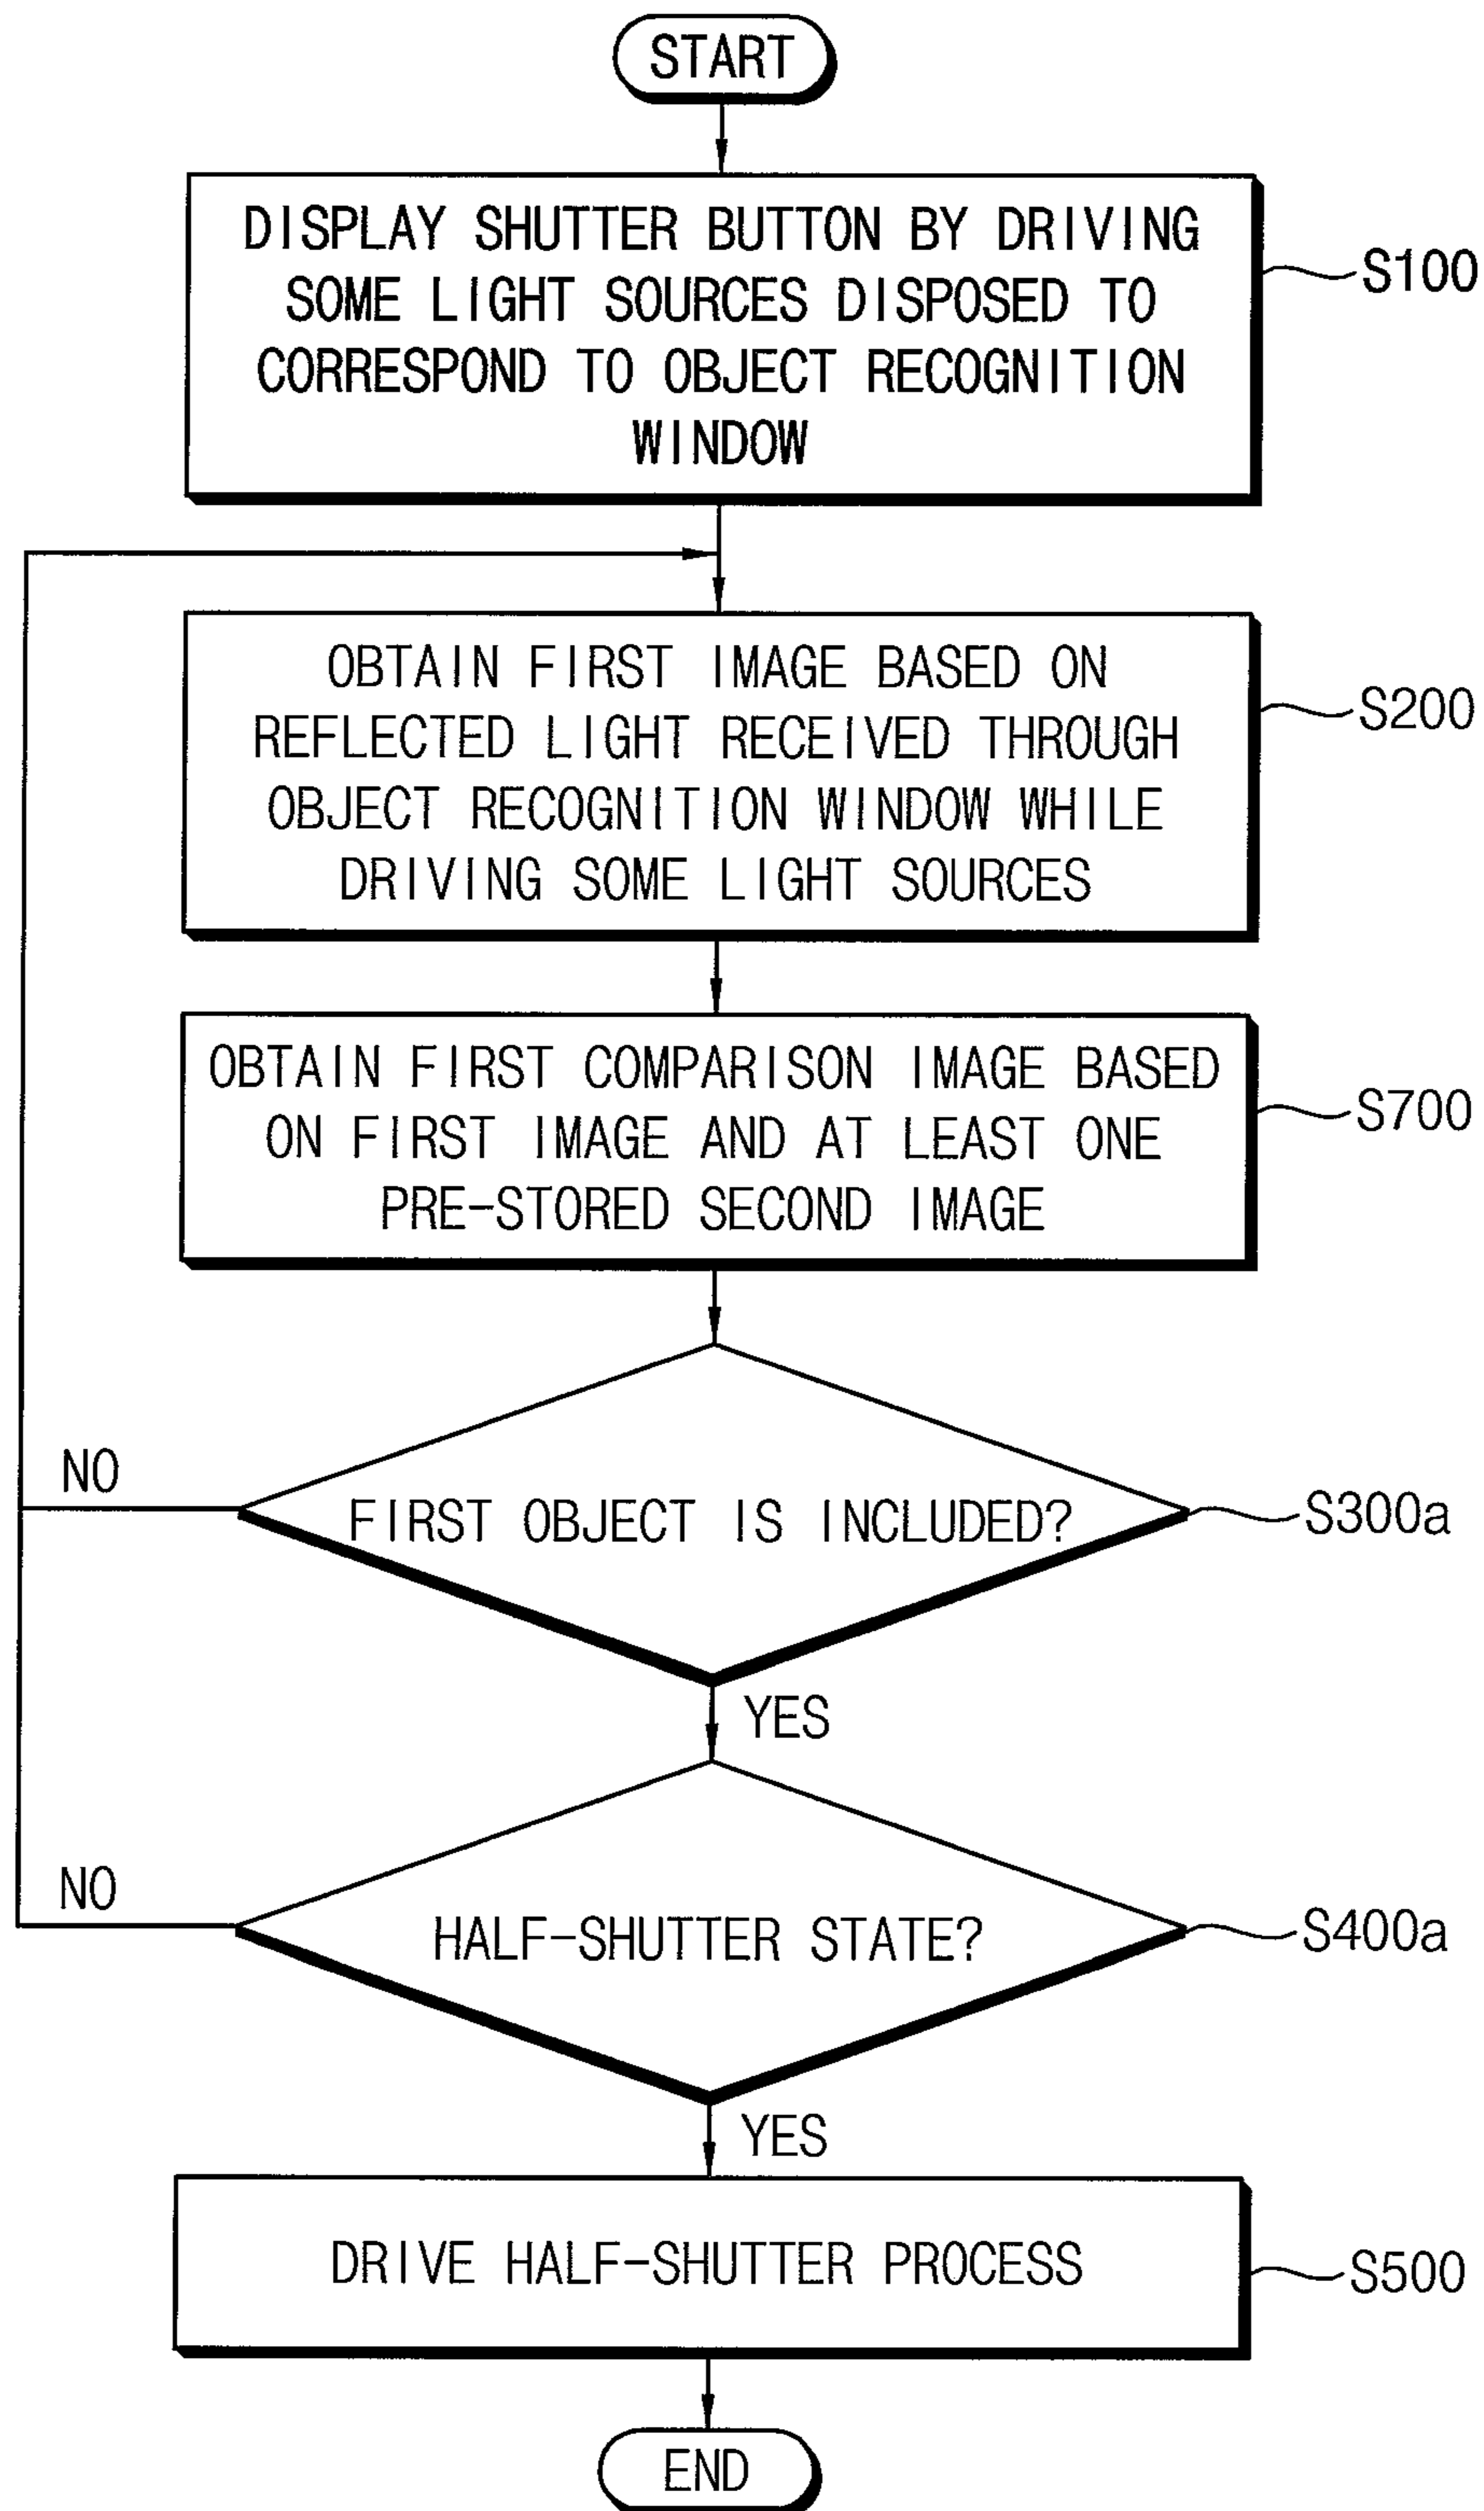 START
DISPLAY SHUTTER BUTTON BY DRIVING
SOME LIGHT SOURCES DISPOSED TO
CORRESPOND TO OBJECT RECOGNITION
WINDOW
S100
OBTAIN FIRST IMAGE BASED ON
REFLECTED LIGHT RECEIVED THROUGH
OBJECT RECOGNITION WINDOW WHILE
DRIVING SOME LIGHT SOURCES
S200
OBTAIN FIRST COMPARISON IMAGE BASED
ON FIRST IMAGE AND AT LEAST ONE
PRE-STORED SECOND IMAGE
S700
NO
FIRST OBJECT IS INCLUDED?
S300a
YES
NO
HALF-SHUTTER STATE?
S400a
YES
DRIVE HALF-SHUTTER PROCESS
S500
END